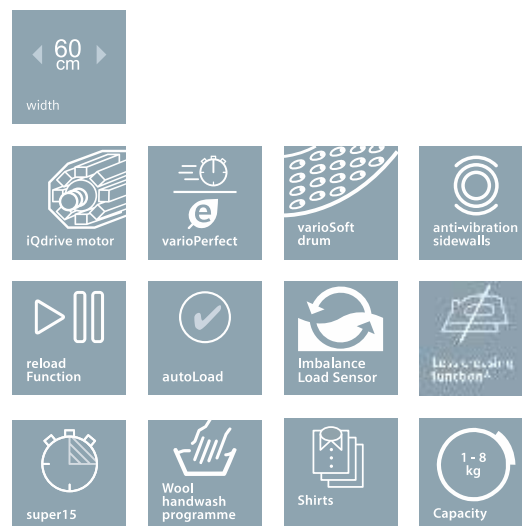 60
cm
width
iQdrive motor
varioPerfect
e
varioSoft
drum
anti-vibration
sidewalls
reload
Function
autoLoad
Imbalance
Load Sensor
function
super15
Wool
handwash
programme
Shirts
1 - 8
kg
Capacity